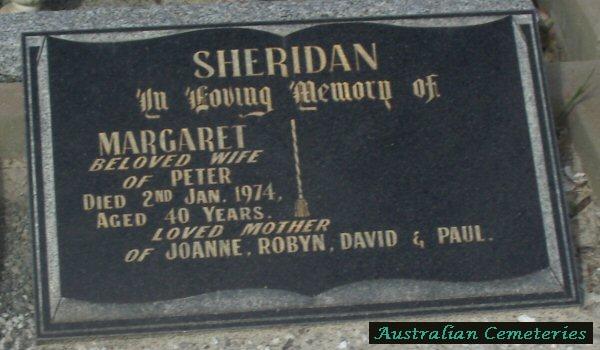 SHERIDAN
In Loving Memory of
MARGARET
BELOVED WIFE
OF PETER
DIED 2ND JAN. 1974,
AGED 40 YEARS.
LOVED MOTHER
OF JOANNE, ROBYN, DAVID & PAUL.
Australian Cemeteries